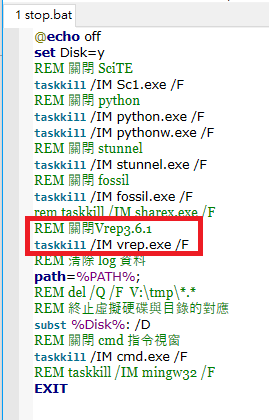 1 stop.bat
@echo off
set Disk=y
REM 關閉 SciTE
taskkill /IM Sc1.exe /F
REM 關閉 python
taskkill /IM python.exe /F
taskkill /IM pythonw.exe /F
REM 關閉 stunnel
taskkill /IM stunnel.exe /F
REM 關閉 fossil
taskkill /IM fossil.exe /F
rem taskkill /IM sharex.exe /F
REM 關閉Vrep3.6.1
taskkill /IM vrep.exe /F
REM 清除 log 資料
path=%PATH%;
REM del /Q /F V:\tmp\*.*
REM 終止虛擬硬碟與目錄的對應
subst %Disk%: /D
REM 關閉 cmd 指令視窗
taskkill /IM cmd.exe /F
REM taskkill /IM mingw32 /F
EXIT